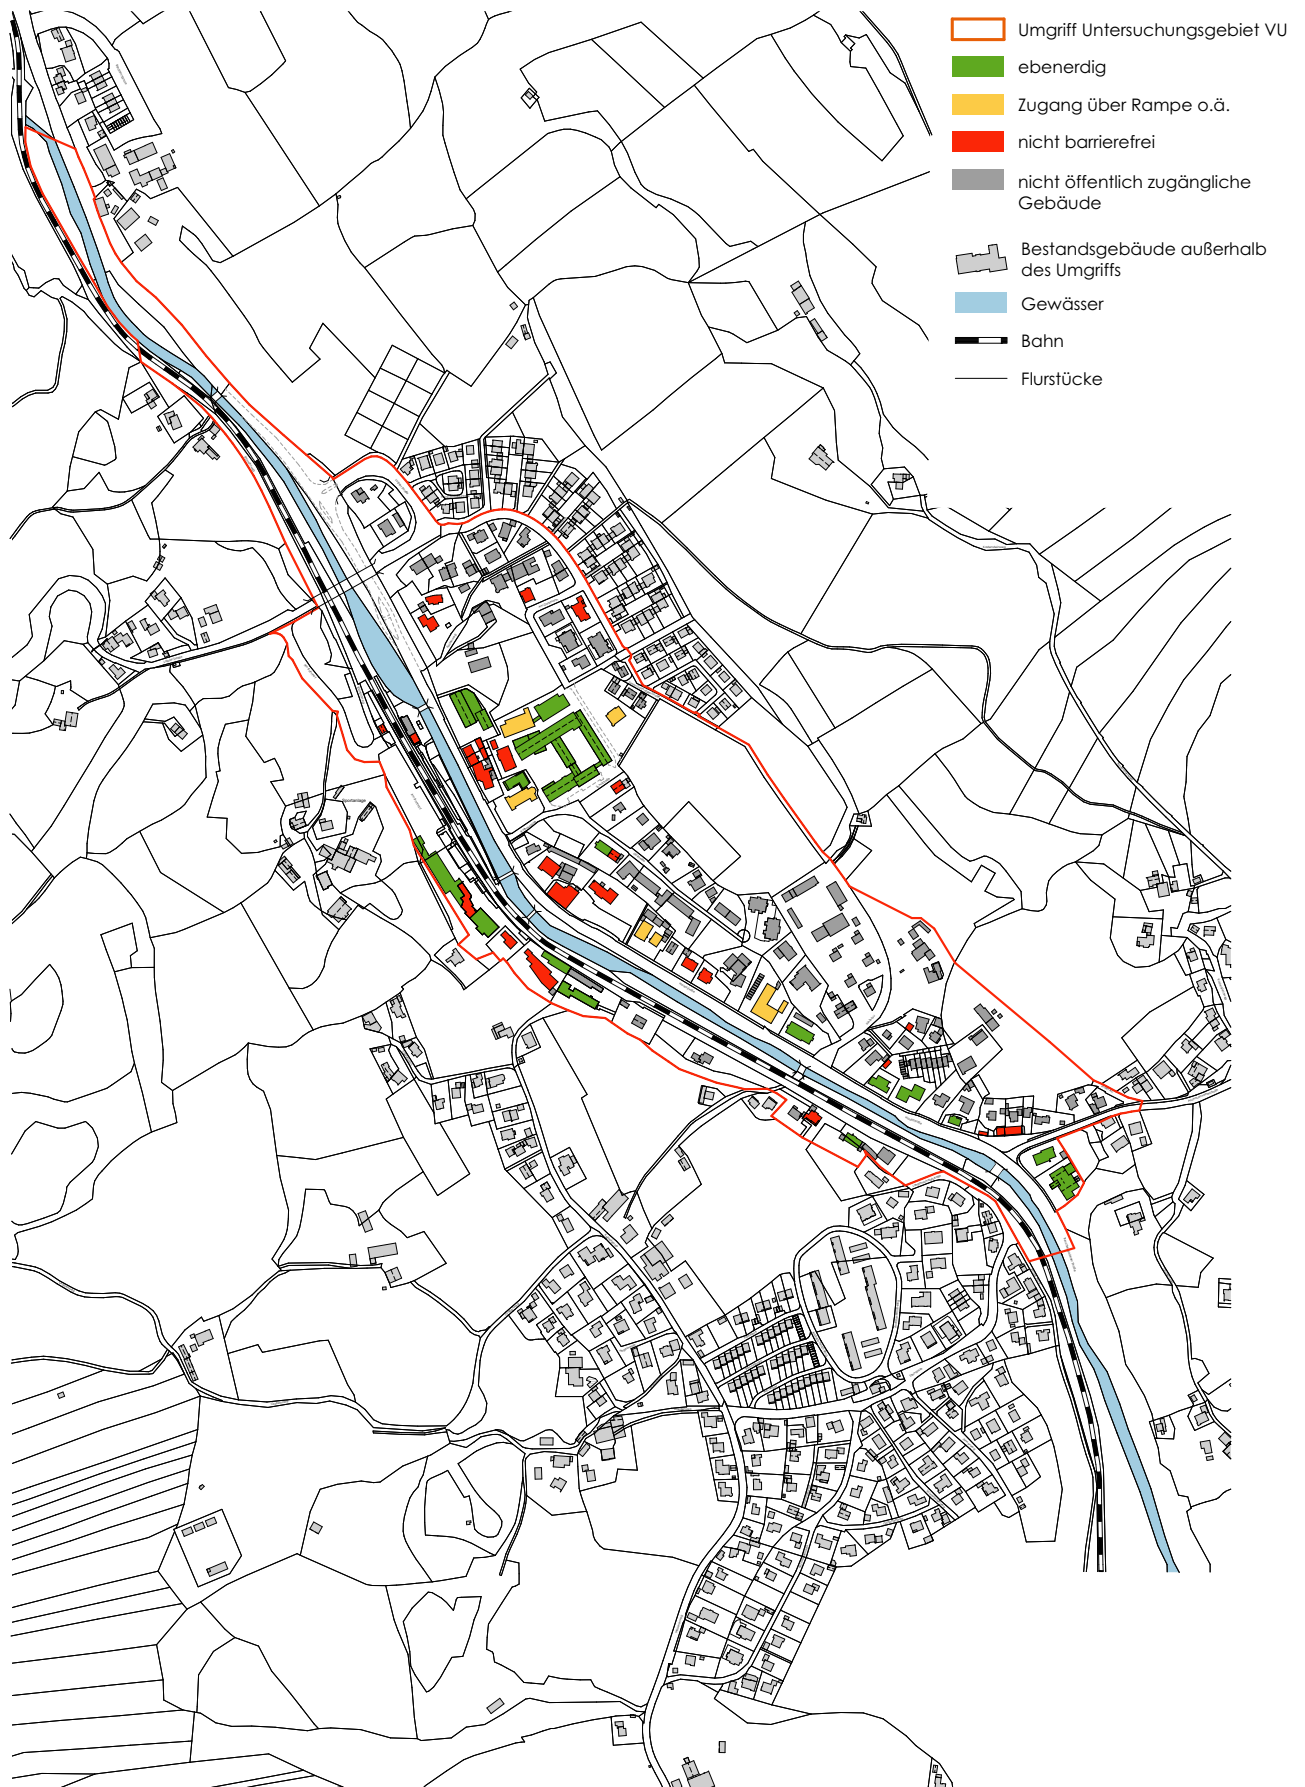 Umgriff Untersuchungsgebiet VU
ebenerdig
Zugang über Rampe o.ä.
nicht barrierefrei
nicht öffentlich zugängliche
Gebäude
Bestandsgebäude außerhalb
des Umgriffs
Gewässer
Bahn
Flurstücke